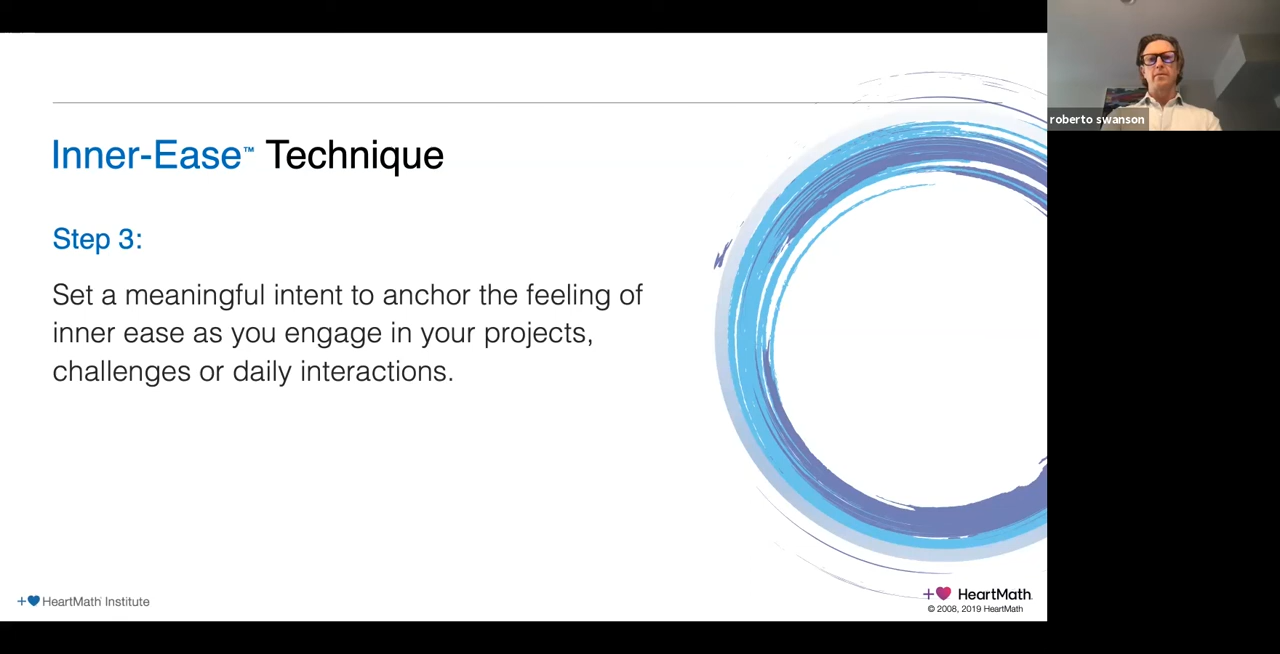 Inner-Ease™ Technique
Step 3:
Set a meaningful intent to anchor the feeling of
inner ease as you engage in your projects,
challenges or daily interactions.
+ HeartMath Institute
+ HeartMath
© 2008, 2019 HeartMath
roberto swanson